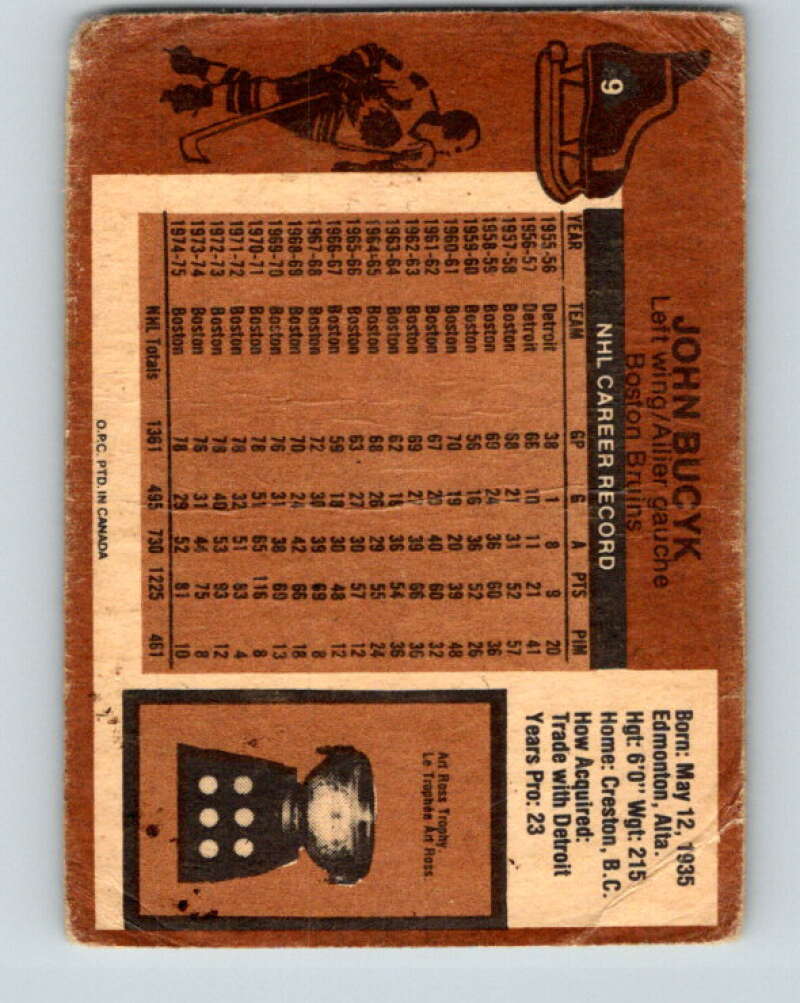 9
JOHN BUCYK
Left wing/Ailier gauche
Boston Bruins
NHL CAREER RECORD
YEAR TEAM GP G A PTS PIM
1955-56 Detroit 38 1 8 9 20
1956-57 Detroit 66 10 11 21 41
1957-58 Boston 68 21 31 52 57
1958-59 Boston 69 24 36 60 36
1959-60 Boston 56 16 36 52 26
1960-61 Boston 70 19 20 39 48
1961-62 Boston 67 20 40 60 32
1962-63 Boston 69 27 39 66 36
1963-64 Boston 62 18 36 54 36
1964-65 Boston 68 26 29 55 24
1965-66 Boston 63 27 30 57 12
1966-67 Boston 59 18 30 48 12
1967-68 Boston 72 30 39 69 8
1968-69 Boston 70 24 42 66 18
1969-70 Boston 76 31 38 69 13
1970-71 Boston 78 51 65 116 8
1971-72 Boston 78 32 51 83 4
1972-73 Boston 78 40 53 93 12
1973-74 Boston 76 31 44 75 8
1974-75 Boston 78 29 52 81 10
NHL Totals 1361 495 730 1225 461
O.P.C. PTD. IN CANADA
Born: May 12, 1935
Edmonton, Alta.
Hgt: 6'0" Wgt: 215
Home: Creston, B.C.
How Acquired:
Trade with Detroit
Years Pro: 23
Art Ross Trophy
Le Trophée Art Ross